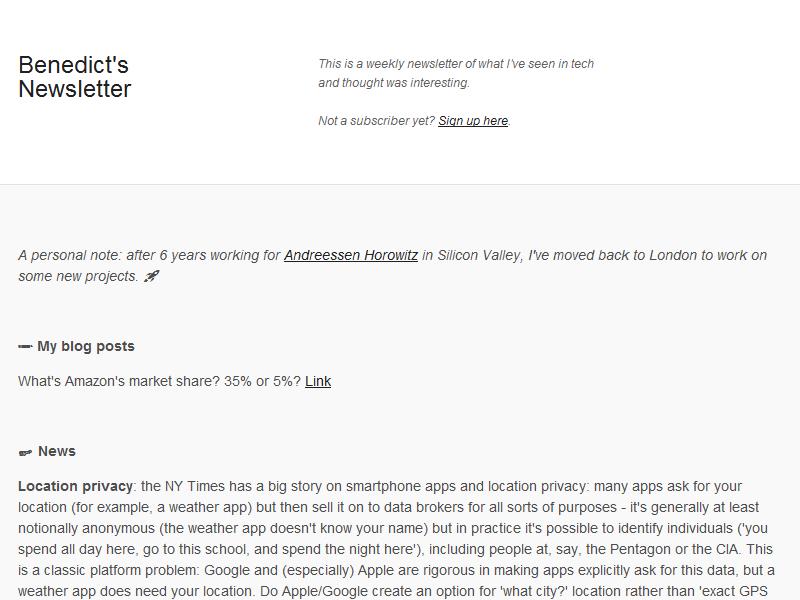 Benedict's
Newsletter
This is a weekly newsletter of what I've seen in tech
and thought was interesting.
Not a subscriber yet? Sign up here.
A personal note: after 6 years working for Andreessen Horowitz in Silicon Valley, I've moved back to London to work on
some new projects. 🚀
My blog posts
What's Amazon's market share? 35% or 5%? Link
News
Location privacy: the NY Times has a big story on smartphone apps and location privacy: many apps ask for your
location (for example, a weather app) but then sell it on to data brokers for all sorts of purposes - it's generally at least
notionally anonymous (the weather app doesn't know your name) but in practice it's possible to identify individuals ('you
spend all day here, go to this school, and spend the night here'), including people at, say, the Pentagon or the CIA. This
is a classic platform problem: Google and (especially) Apple are rigorous in making apps explicitly ask for this data, but a
weather app does need your location. Do Apple/Google create an option for 'what city?' location rather than 'exact GPS